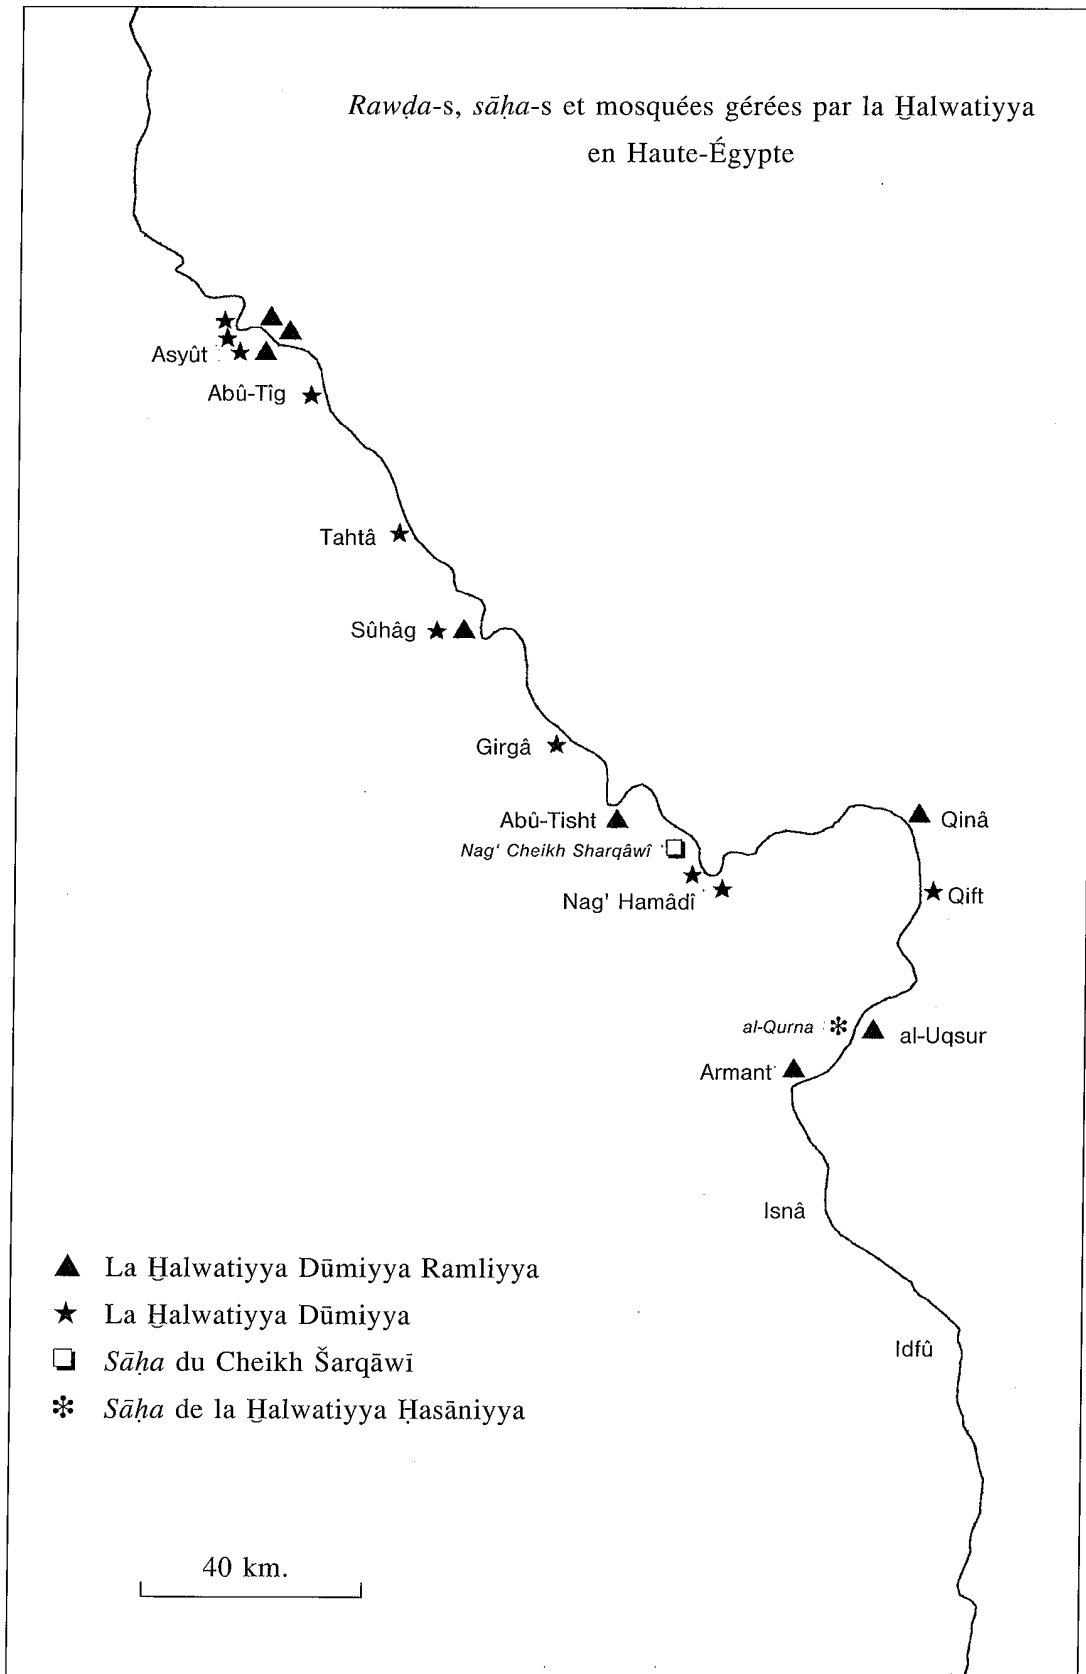 Rawḍa-s, sāḥa-s et mosquées gérées par la Ḫalwatiyya
en Haute-Égypte
Asyût
Abû-Tîg
Tahtâ
Sûhâg
Girgâ
Abû-Tisht
Qinâ
Nag' Cheikh Sharqâwî
Nag' Hamâdî
Qift
al-Qurna
al-Uqsur
Armant
Isnâ
Idfû
La Ḫalwatiyya Dūmiyya Ramliyya
La Ḫalwatiyya Dūmiyya
Sāḥa du Cheikh Šarqāwī
Sāḥa de la Ḫalwatiyya Ḥasāniyya
40 km.